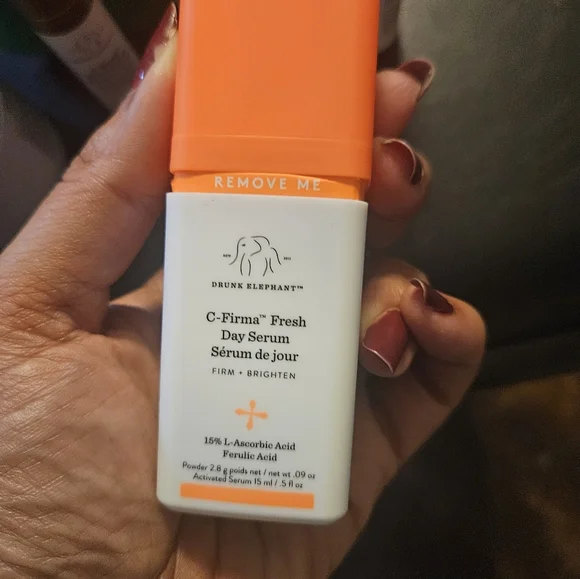 REMOVE ME
DRUNK ELEPHANT™
C-Firma™ Fresh
Day Serum
Sérum de jour
FIRM + BRIGHTEN
15% L-Ascorbic Acid
Ferulic Acid
Powder 2.8 g poids net / net wt .09 oz
Activated Serum 15 ml / .5 fl oz